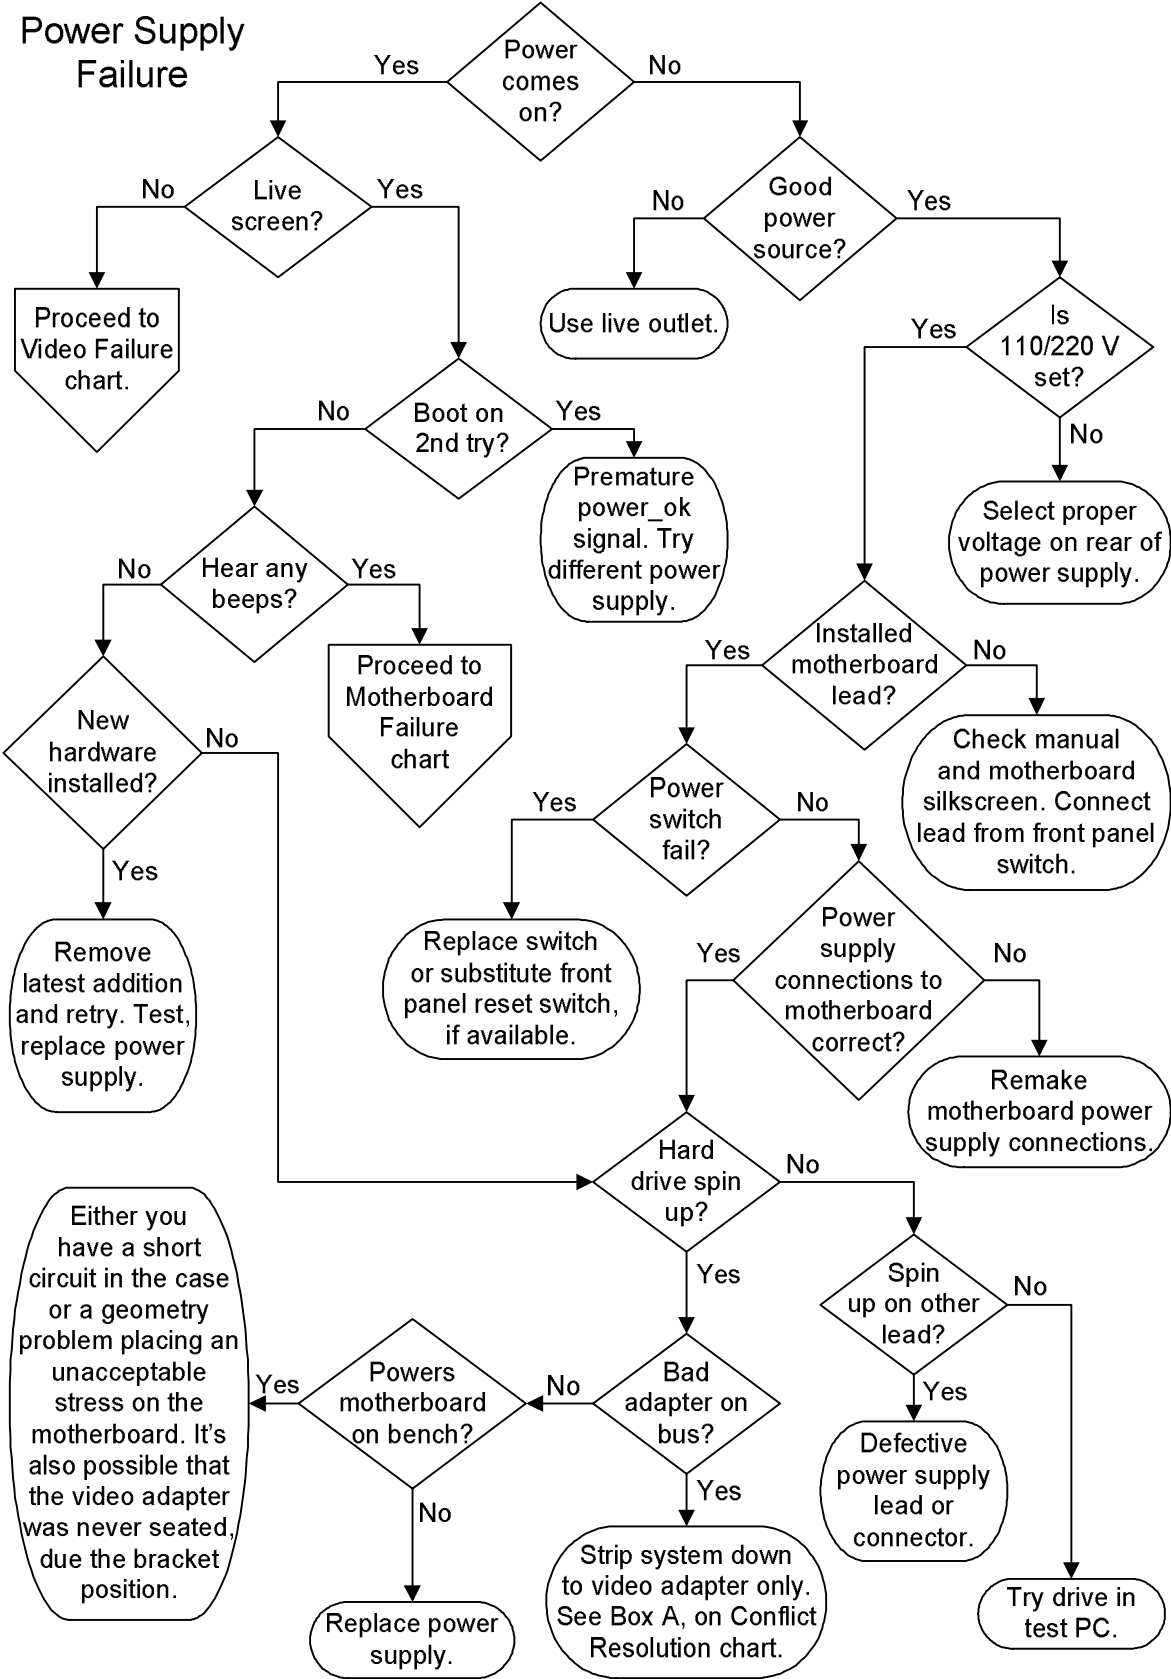 Power Supply
Failure
Power
comes
on?
Yes
No
Live
screen?
No
Yes
Good
power
source?
No
Yes
Proceed to
Video Failure
chart.
Use live outlet.
Is
110/220 V
set?
Yes
No
Boot on
2nd try?
No
Yes
Premature
power_ok
signal. Try
different power
supply.
Select proper
voltage on rear of
power supply.
Hear any
beeps?
No
Yes
Proceed to
Motherboard
Failure
chart
Installed
motherboard
lead?
Yes
No
New
hardware
installed?
No
Yes
Power
switch
fail?
Yes
No
Check manual
and motherboard
silkscreen. Connect
lead from front panel
switch.
Remove
latest addition
and retry. Test,
replace power
supply.
Replace switch
or substitute front
panel reset switch,
if available.
Power
supply
connections to
motherboard
correct?
Yes
No
Remake
motherboard power
supply connections.
Hard
drive spin
up?
No
Yes
Either you
have a short
circuit in the case
or a geometry
problem placing an
unacceptable
stress on the
motherboard. It's
also possible that
the video adapter
was never seated,
due the bracket
position.
Spin
up on other
lead?
No
Yes
Powers
motherboard
on bench?
Yes
No
Bad
adapter on
bus?
No
Yes
Defective
power supply
lead or
connector.
Replace power
supply.
Strip system down
to video adapter only.
See Box A, on Conflict
Resolution chart.
Try drive in
test PC.